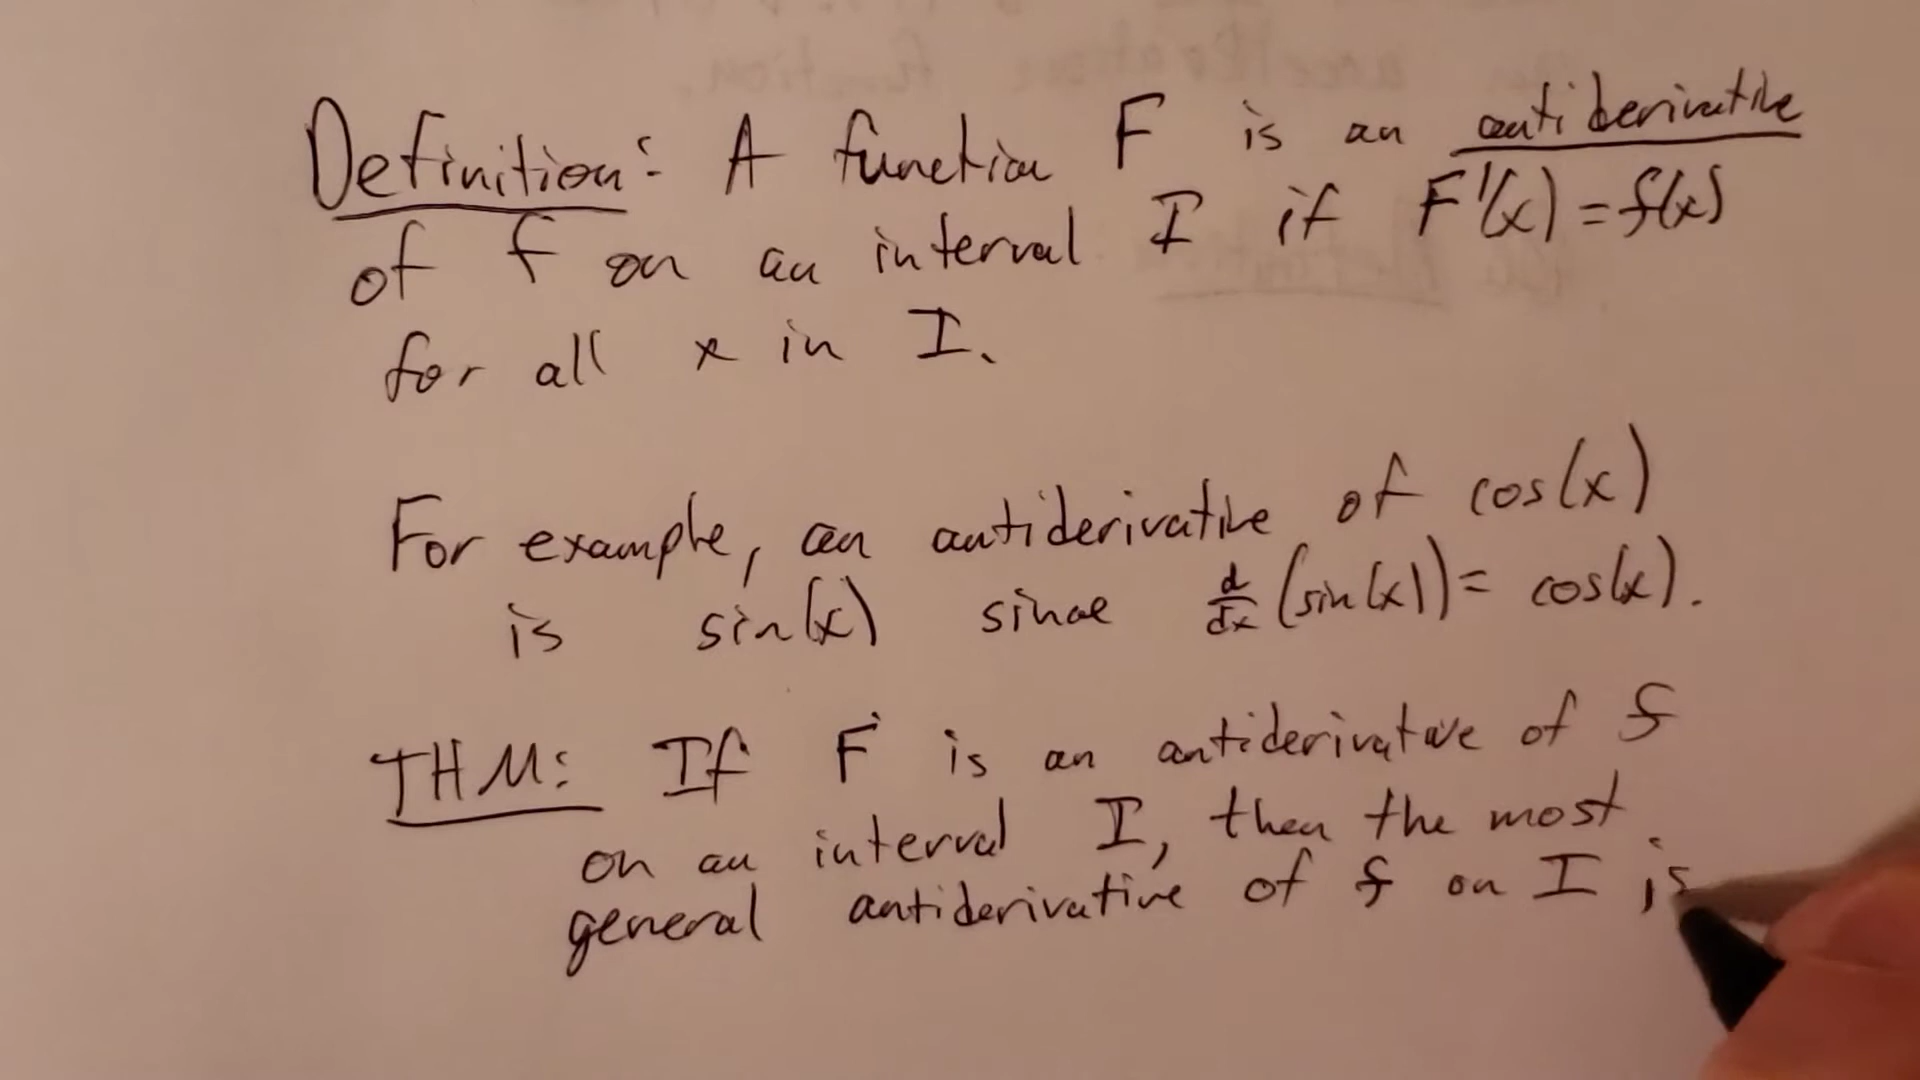 Definition: A function F is an antiderivative
of f on an interval I if F'(x) = f(x)
for all x in I.
For example, an antiderivative of cos(x)
is sin(x) since d/dx (sin(x)) = cos(x).
THM: If F is an antiderivative of f
on an interval I, then the most
general antiderivative of f on I is